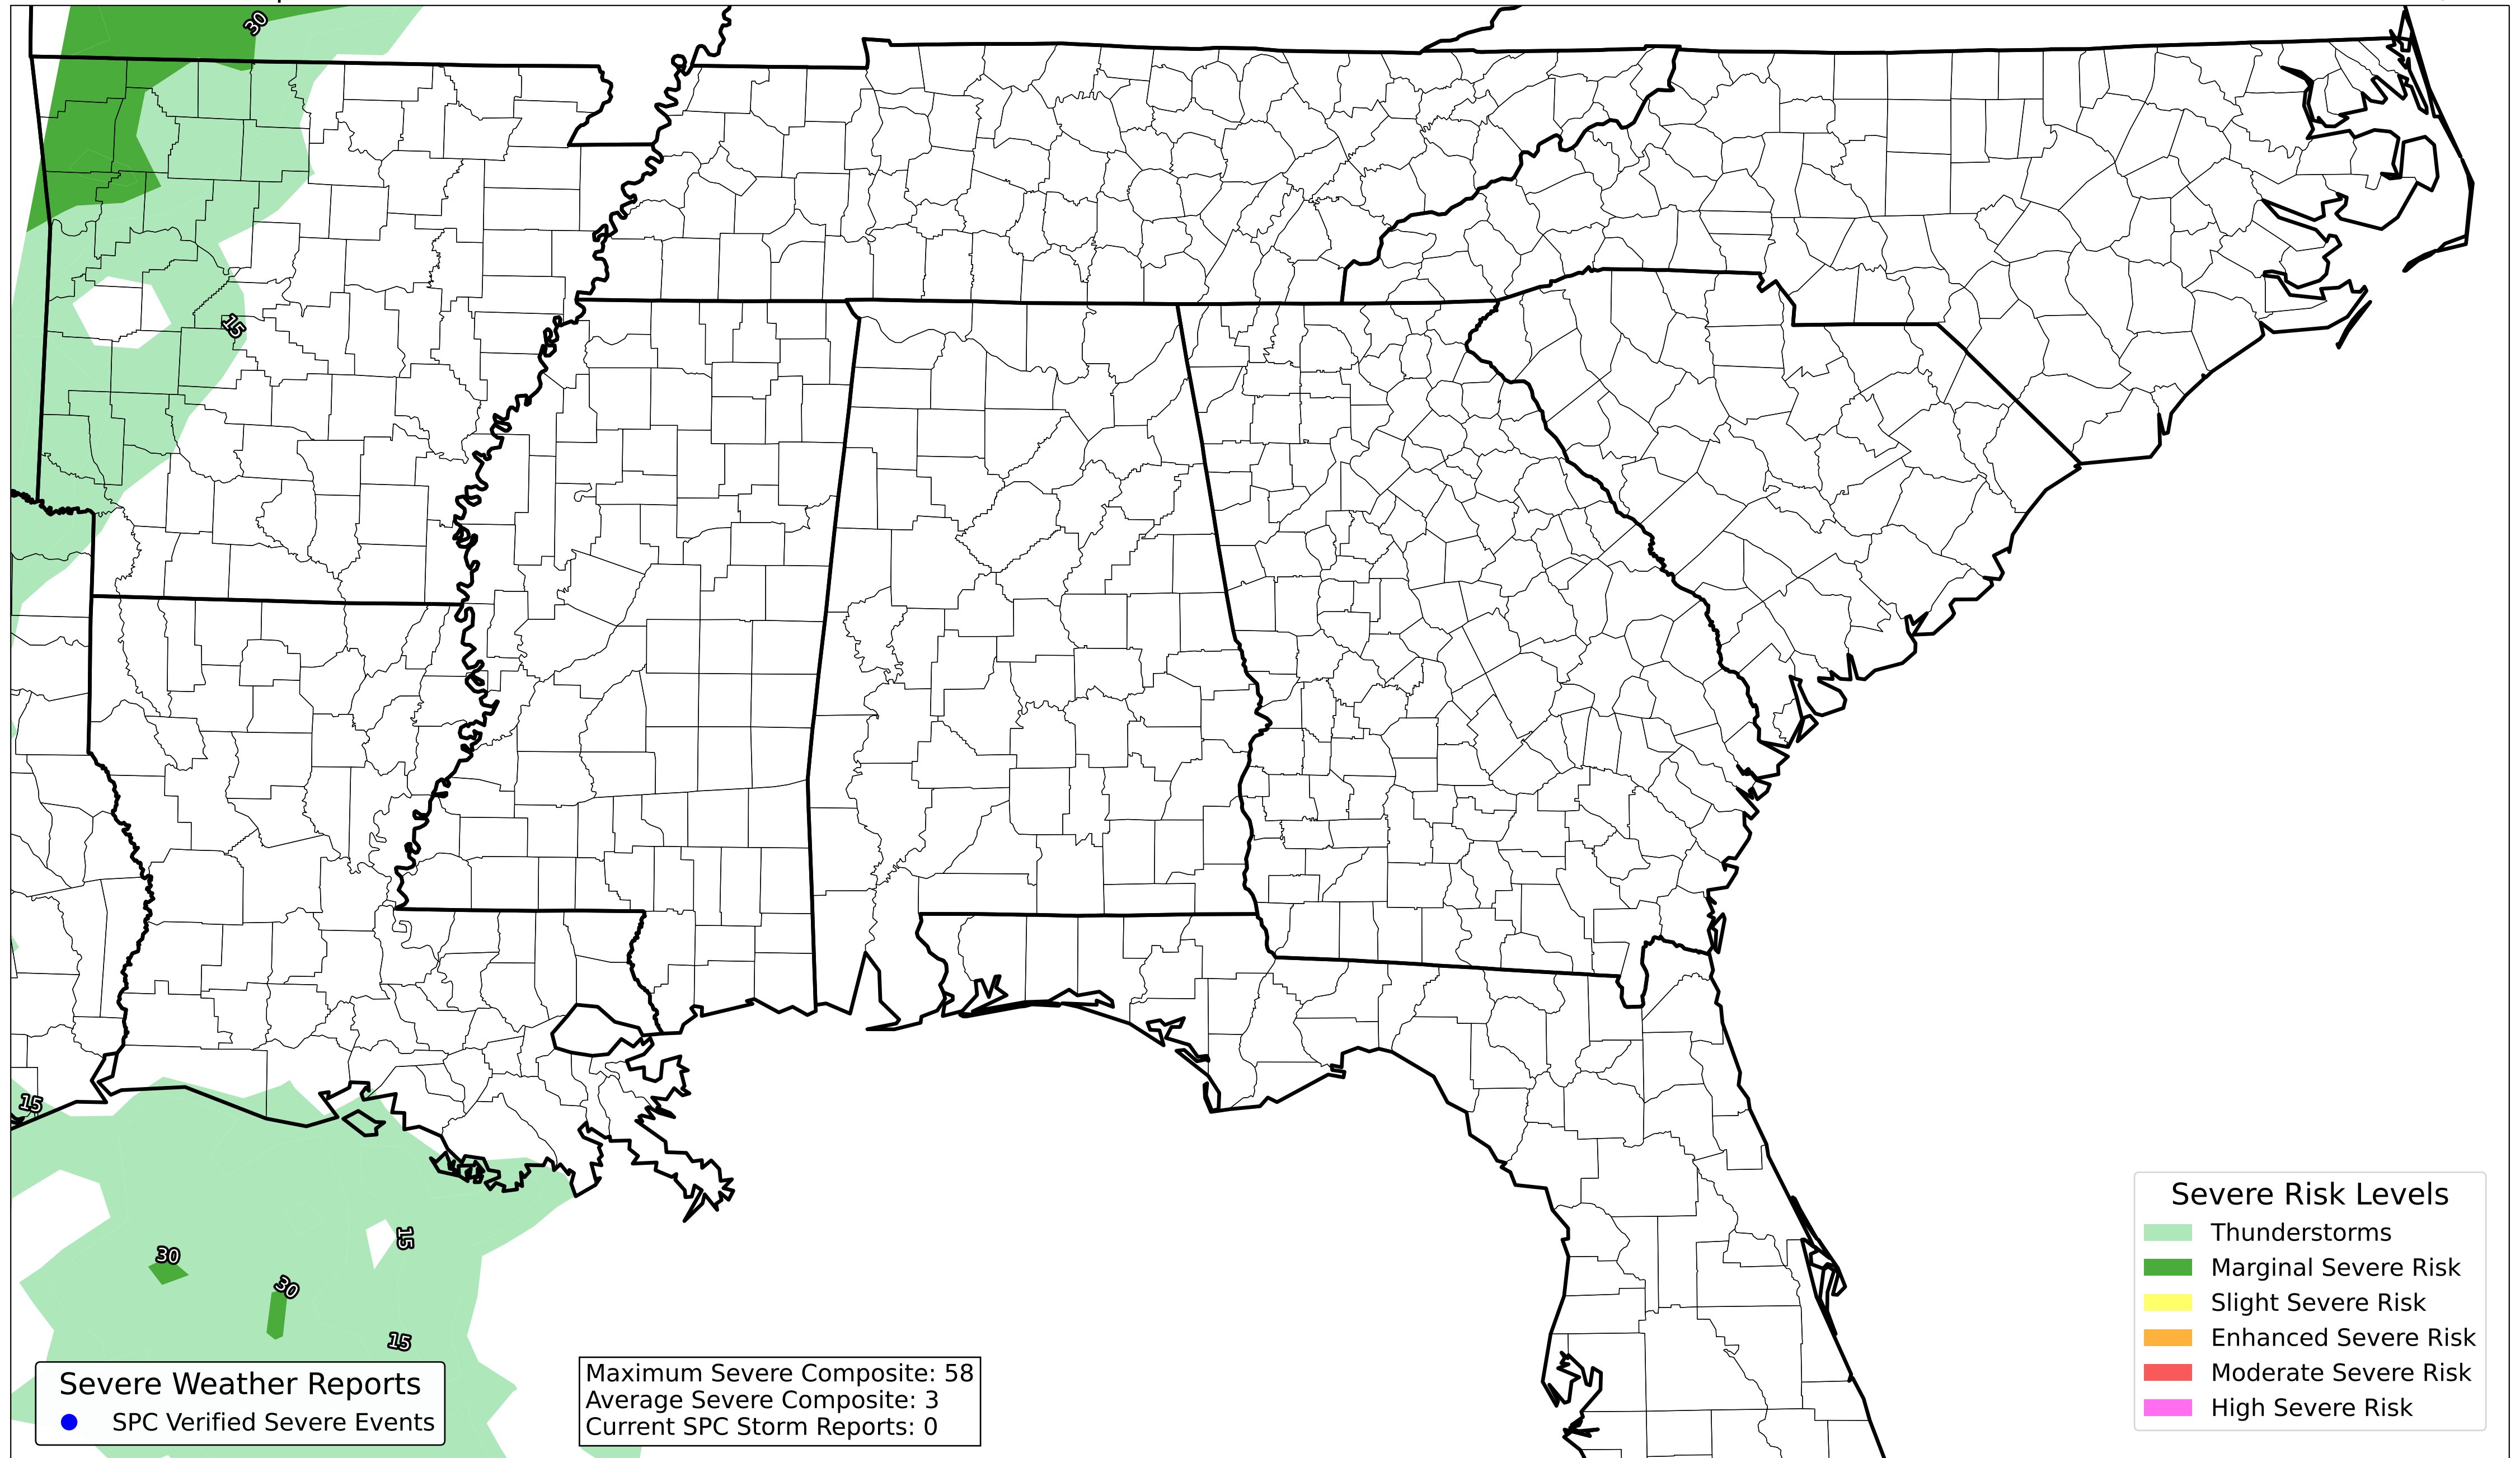 30
15
15
15
30
30
15
Severe Weather Reports
SPC Verified Severe Events
Maximum Severe Composite: 58
Average Severe Composite: 3
Current SPC Storm Reports: 0
Severe Risk Levels
Thunderstorms
Marginal Severe Risk
Slight Severe Risk
Enhanced Severe Risk
Moderate Severe Risk
High Severe Risk